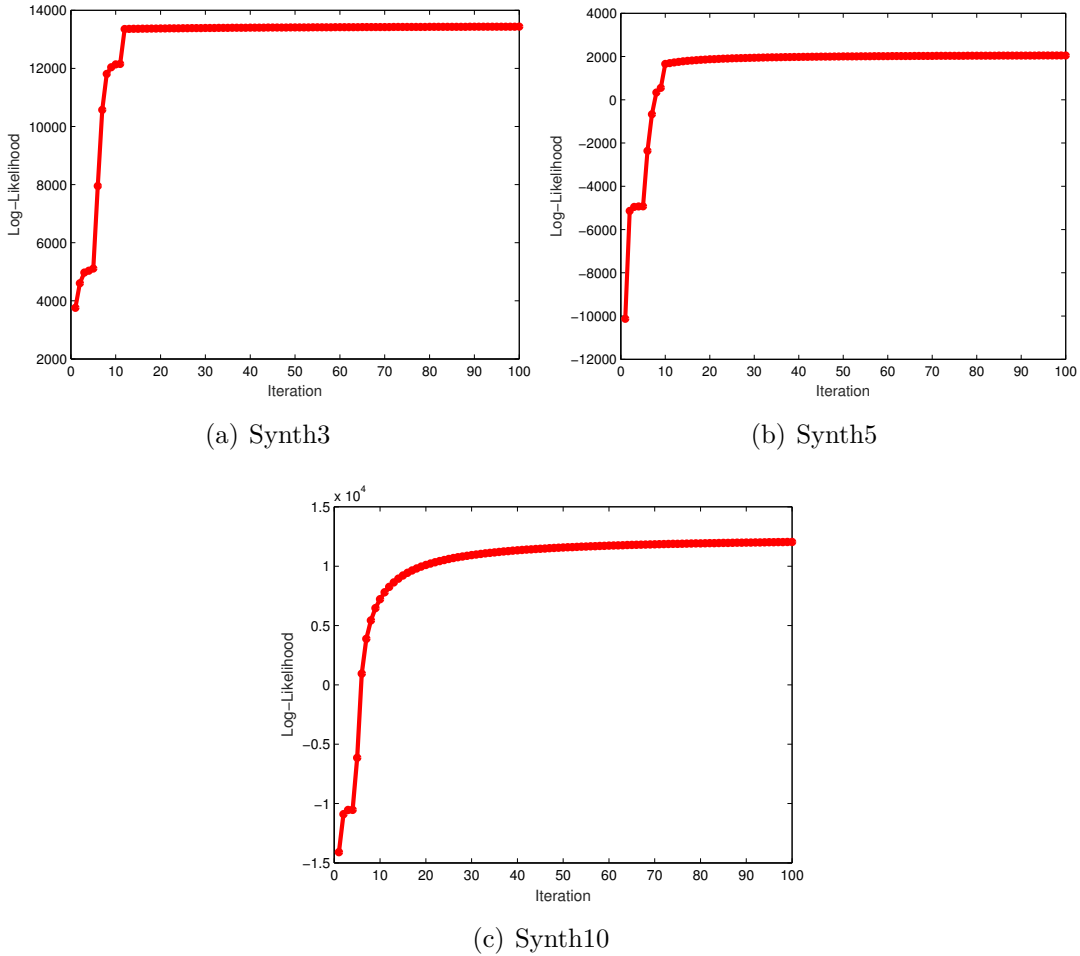 14000
12000
10000
8000
6000
4000
2000
Log−Likelihood
0 10 20 30 40 50 60 70 80 90 100
Iteration
(a) Synth3
4000
2000
0
−2000
−4000
−6000
−8000
−10000
−12000
Log−Likelihood
0 10 20 30 40 50 60 70 80 90 100
Iteration
(b) Synth5
x 10^4
1.5
1
0.5
0
−0.5
−1
−1.5
Log−Likelihood
0 10 20 30 40 50 60 70 80 90 100
Iteration
(c) Synth10